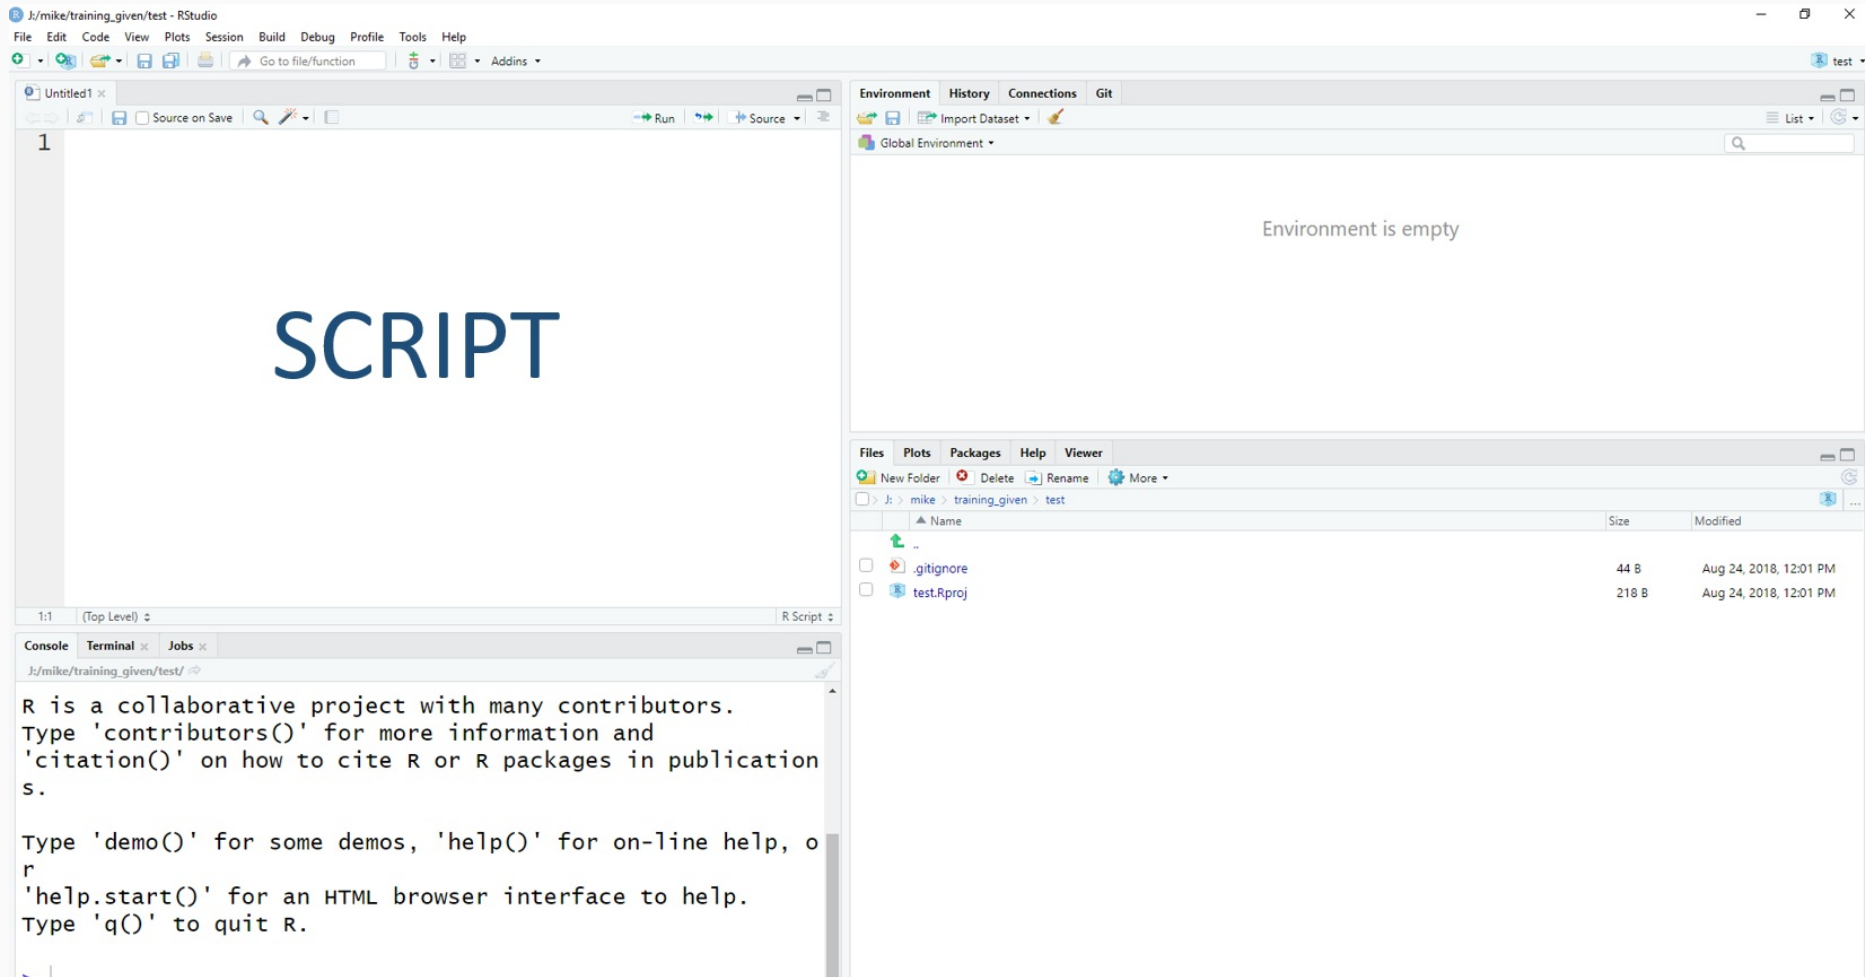 J:/mike/training_given/test - RStudio
File Edit Code View Plots Session Build Debug Profile Tools Help
Go to file/function Addins test
Untitled1
Source on Save Run Source
1
SCRIPT
1:1 (Top Level) R Script
Console Terminal Jobs
J:/mike/training_given/test/
R is a collaborative project with many contributors.
Type 'contributors()' for more information and
'citation()' on how to cite R or R packages in publication
s.
Type 'demo()' for some demos, 'help()' for on-line help, o
r
'help.start()' for an HTML browser interface to help.
Type 'q()' to quit R.
>
Environment History Connections Git
Import Dataset List
Global Environment
Environment is empty
Files Plots Packages Help Viewer
New Folder Delete Rename More
J: > mike > training_given > test ...
Name Size Modified
..
.gitignore 44 B Aug 24, 2018, 12:01 PM
test.Rproj 218 B Aug 24, 2018, 12:01 PM